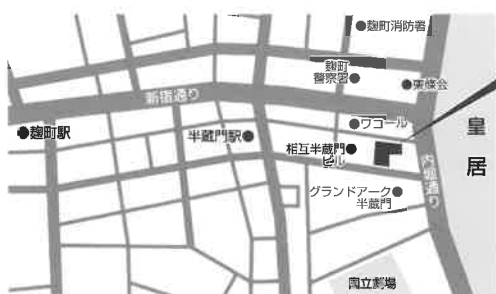 麹町消防署
麹町
警察署
東條會
新宿通り
ワコール
麹町駅
半蔵門駅
相互半蔵門
ビル
皇居
内堀通り
グランドアーク
半蔵門
国立劇場